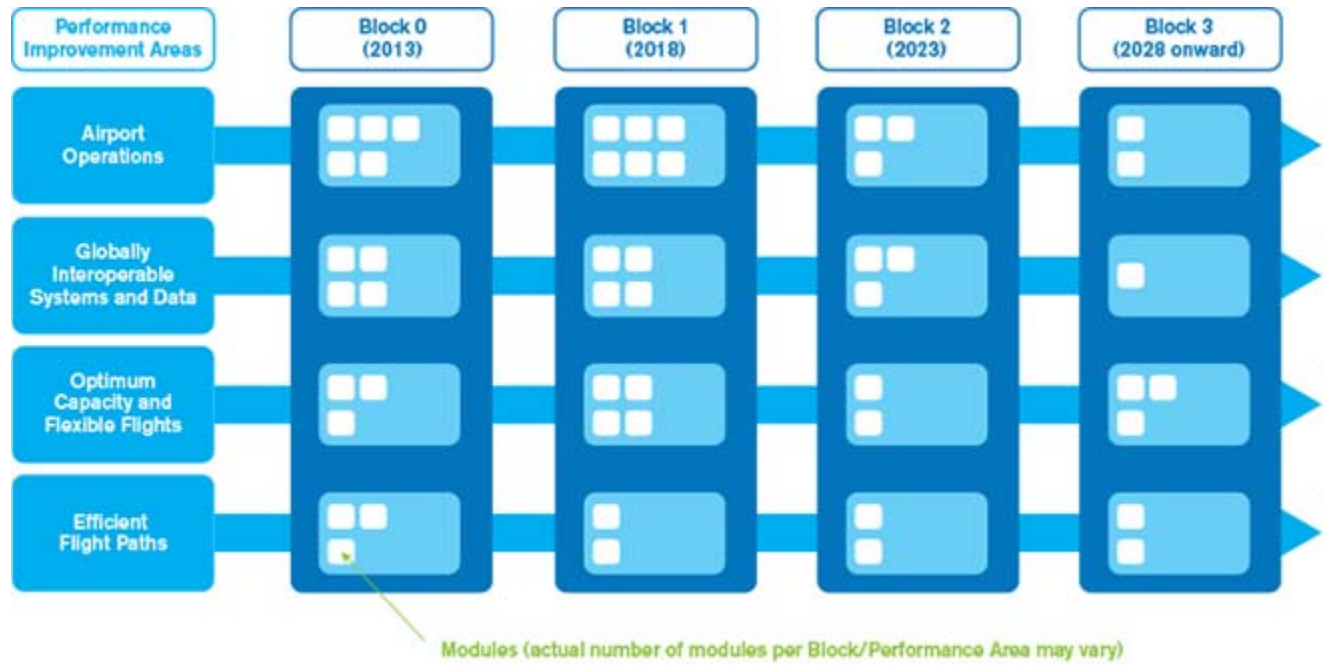 Performance
Improvement Areas
Block 0
(2013)
Block 1
(2018)
Block 2
(2023)
Block 3
(2028 onward)
Airport
Operations
Globally
Interoperable
Systems and Data
Optimum
Capacity and
Flexible Flights
Efficient
Flight Paths
Modules (actual number of modules per Block/Performance Area may vary)